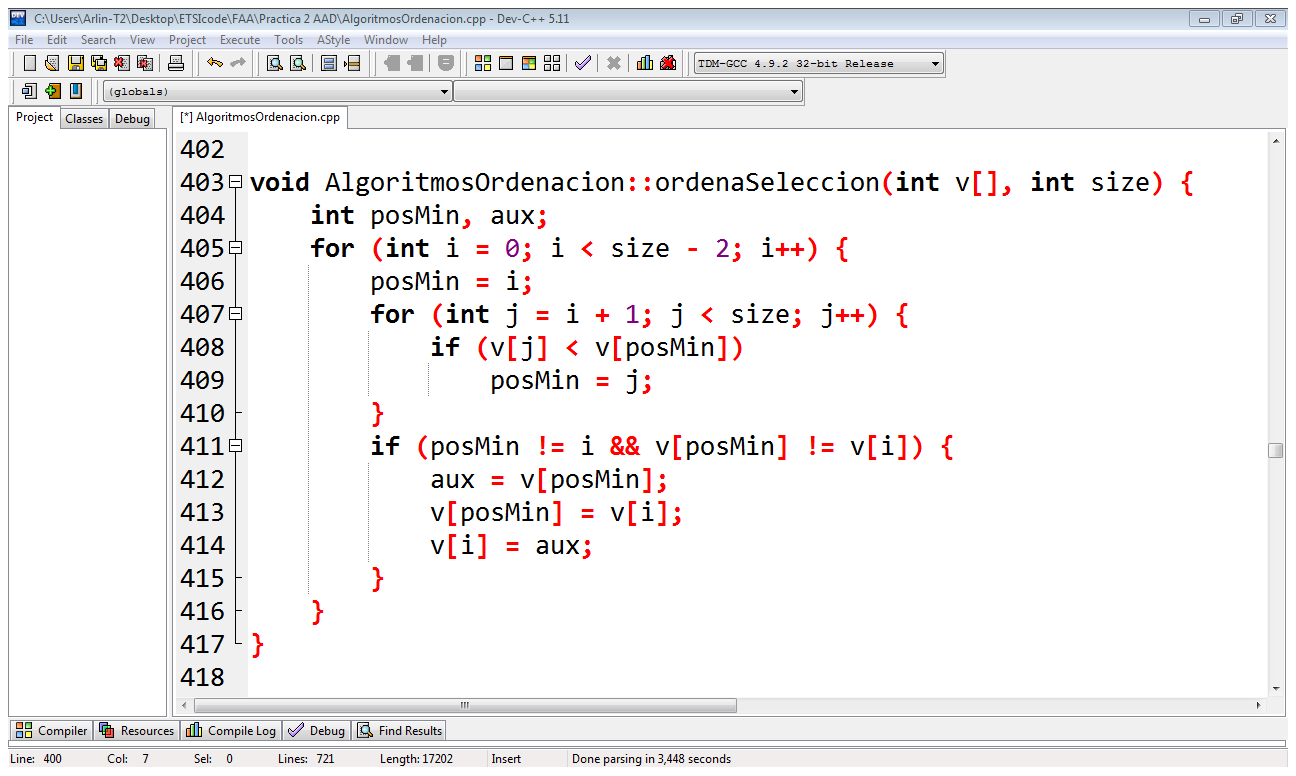 C:\Users\Arlin-T2\Desktop\ETSIcode\FAA\Practica 2 AAD\AlgoritmosOrdenacion.cpp - Dev-C++ 5.11
File Edit Search View Project Execute Tools AStyle Window Help
TDM-GCC 4.9.2 32-bit Release
(globals)
Project Classes Debug [*] AlgoritmosOrdenacion.cpp
402
403 void AlgoritmosOrdenacion::ordenaSeleccion(int v[], int size) {
404 int posMin, aux;
405 for (int i = 0; i < size - 2; i++) {
406 posMin = i;
407 for (int j = i + 1; j < size; j++) {
408 if (v[j] < v[posMin])
409 posMin = j;
410 }
411 if (posMin != i && v[posMin] != v[i]) {
412 aux = v[posMin];
413 v[posMin] = v[i];
414 v[i] = aux;
415 }
416 }
417 }
418
Compiler Resources Compile Log Debug Find Results
Line: 400 Col: 7 Sel: 0 Lines: 721 Length: 17202 Insert Done parsing in 3,448 seconds